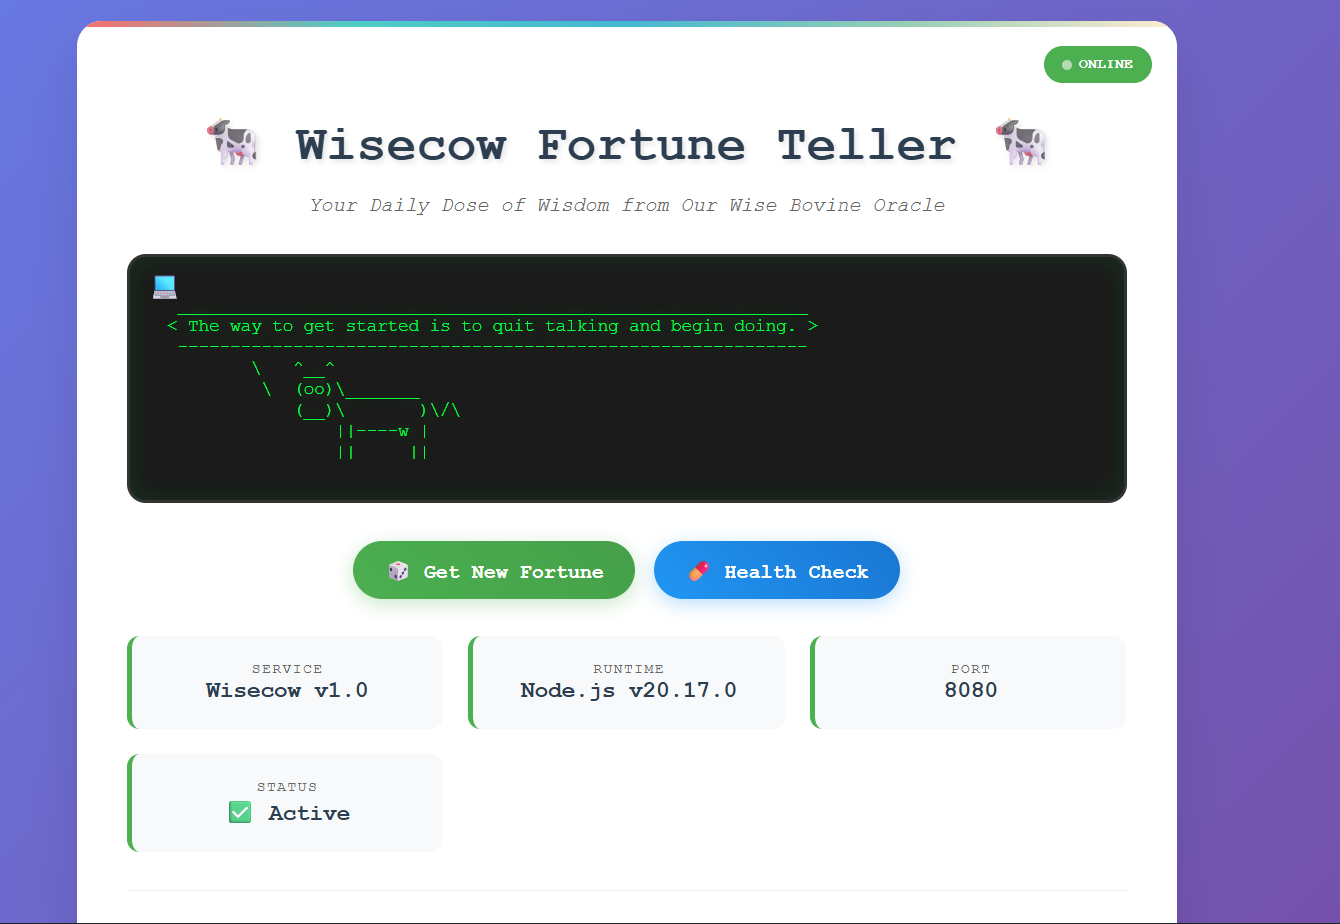 ONLINE
🐄 Wisecow Fortune Teller 🐄
Your Daily Dose of Wisdom from Our Wise Bovine Oracle
 _____________________________________________________________
< The way to get started is to quit talking and begin doing. >
 -------------------------------------------------------------
        \   ^__^
         \  (oo)\_______
            (__)\       )\/\
                ||----w |
                ||     ||
🎲 Get New Fortune
💊 Health Check
SERVICE
Wisecow v1.0
RUNTIME
Node.js v20.17.0
PORT
8080
STATUS
✅ Active